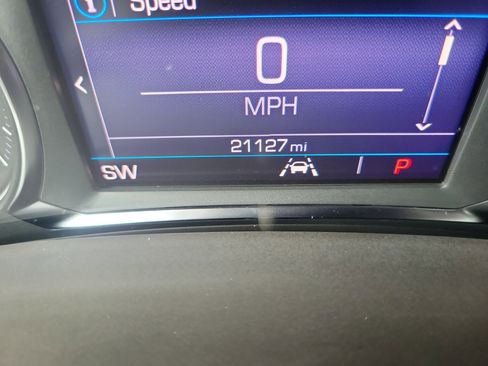 Speed
0
MPH
21127 mi
SW P